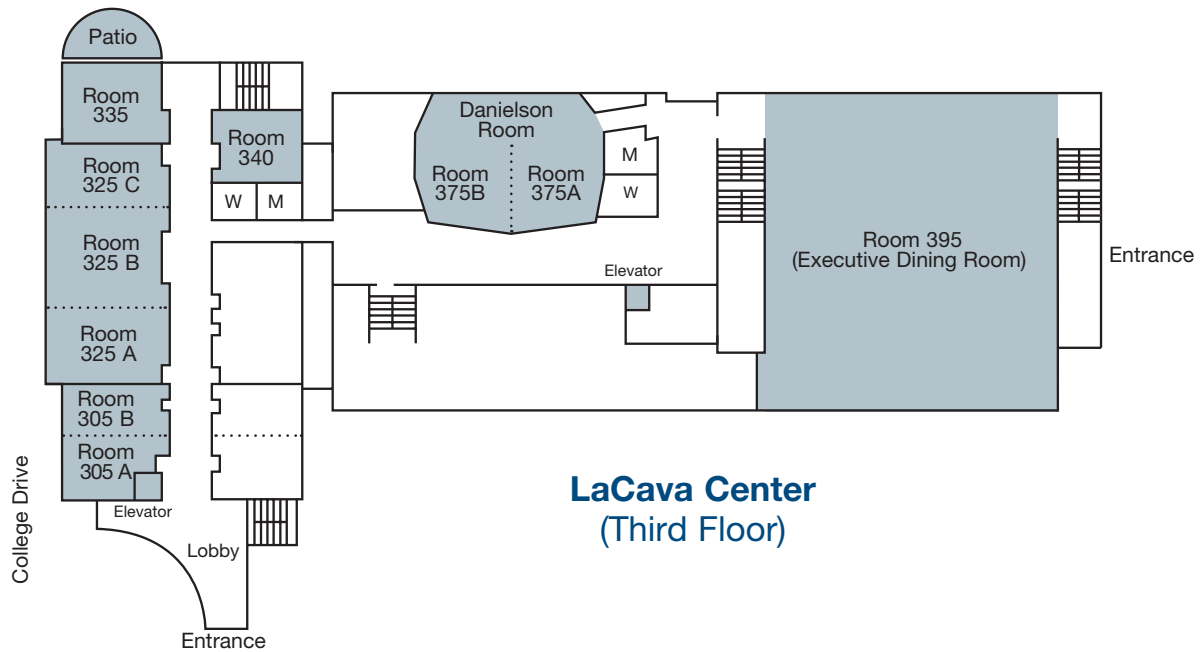 Patio
Room
335
Room
340
Room
325 C
W
M
Room
325 B
Room
325 A
Room
305 B
Room
305 A
Elevator
Lobby
Entrance
College Drive
Danielson
Room
Room
375B
Room
375A
M
W
Elevator
Room 395
(Executive Dining Room)
Entrance
LaCava Center
(Third Floor)